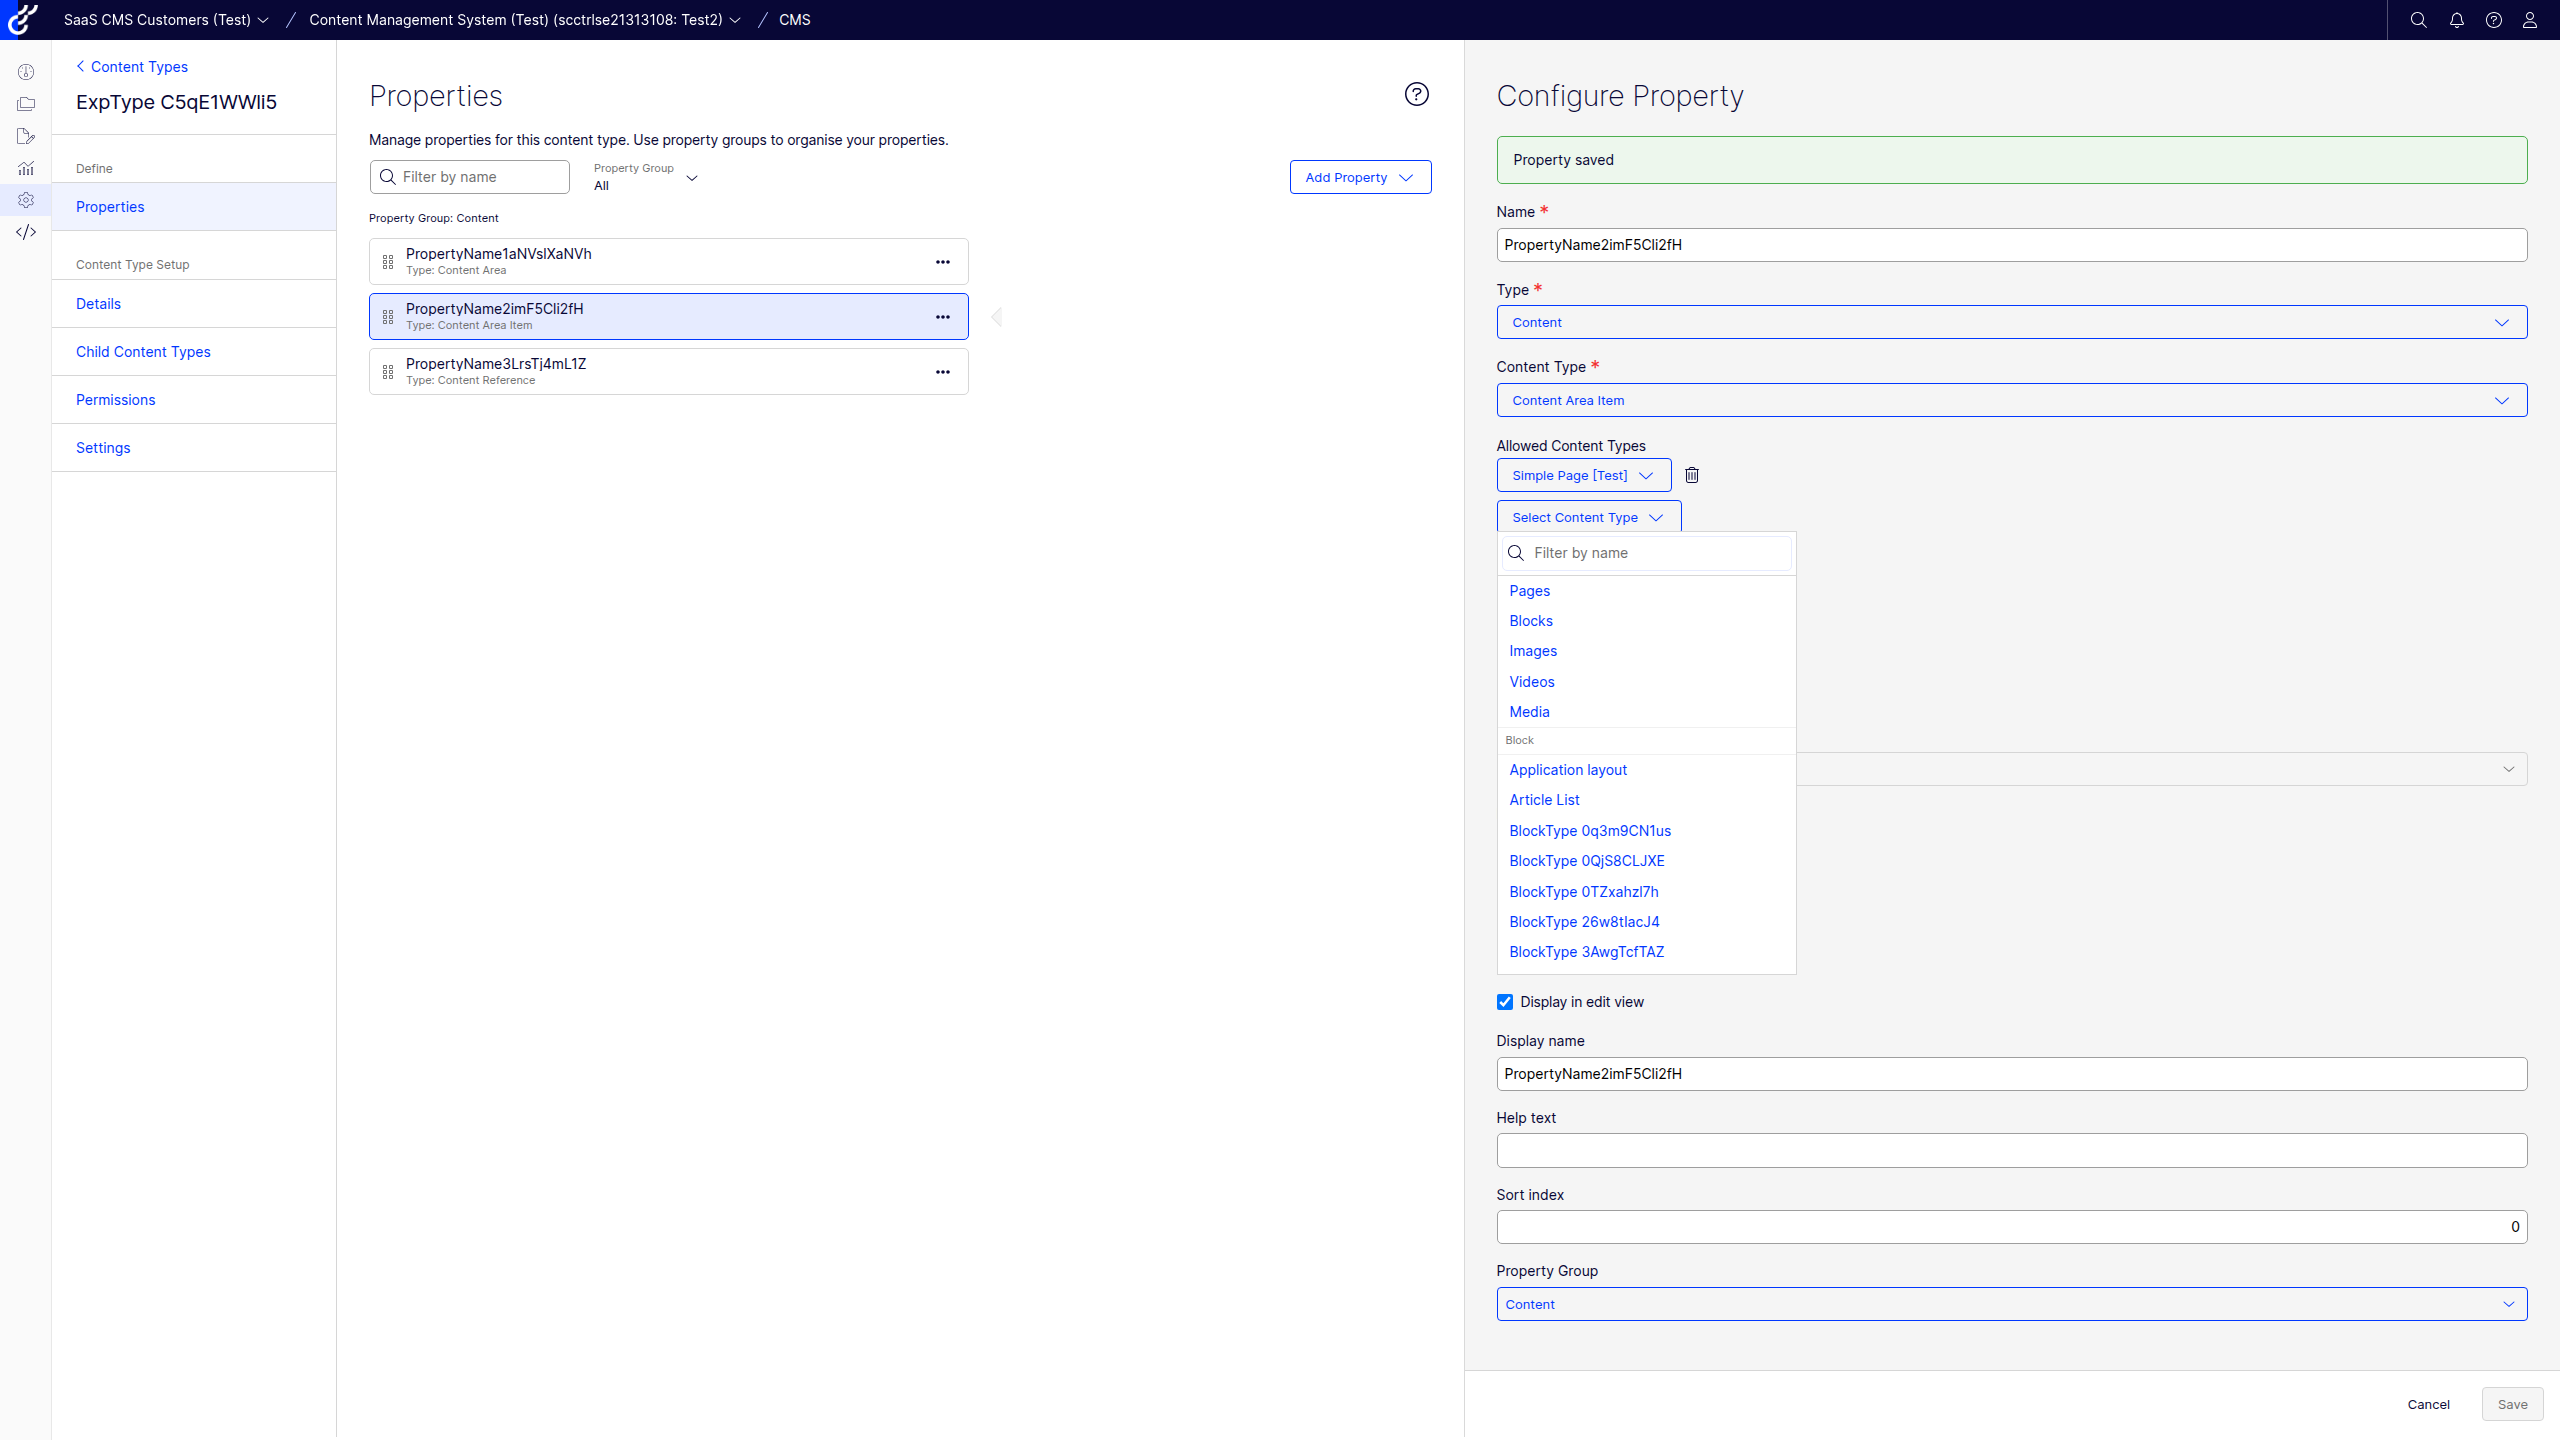 SaaS CMS Customers (Test) / Content Management System (Test) (scctrlse21313108: Test2) / CMS
Content Types
ExpType C5qE1WWli5
Define
Properties
Content Type Setup
Details
Child Content Types
Permissions
Settings
Properties
Manage properties for this content type. Use property groups to organise your properties.
Filter by name
Property Group
All
Add Property
Property Group: Content
PropertyName1aNVslXaNVh
Type: Content Area
PropertyName2imF5Cli2fH
Type: Content Area Item
PropertyName3LrsTj4mL1Z
Type: Content Reference
Configure Property
Property saved
Name *
PropertyName2imF5Cli2fH
Type *
Content
Content Type *
Content Area Item
Allowed Content Types
Simple Page [Test]
Select Content Type
Filter by name
Pages
Blocks
Images
Videos
Media
Block
Application layout
Article List
BlockType 0q3m9CN1us
BlockType 0QjS8CLJXE
BlockType 0TZxahzl7h
BlockType 26w8tIacJ4
BlockType 3AwgTcfTAZ
Display in edit view
Display name
PropertyName2imF5Cli2fH
Help text
Sort index
0
Property Group
Content
Cancel
Save